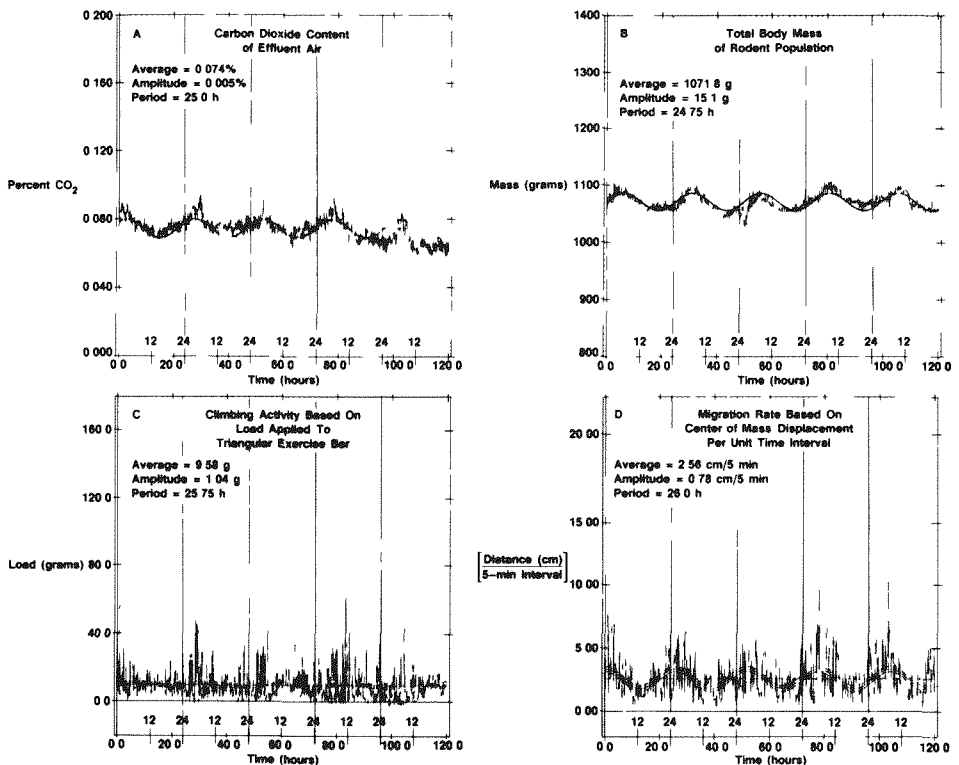 A
Carbon Dioxide Content
of Effluent Air
Average = 0 074%
Amplitude = 0 005%
Period = 25 0 h
0 200
0 160
0 120
Percent CO2
0 080
0 040
0 000
12 24 12 24 12 24 12 24 12
0 0 20 0 40 0 60 0 80 0 100 0 120
Time (hours)
B
Total Body Mass
of Rodent Population
Average = 1071 8 g
Amplitude = 15 1 g
Period = 24 75 h
1400
1300
1200
Mass (grams) 1100
1000
900
800
12 24 12 24 12 24 12 24 12
0 0 20 0 40 0 60 0 80 0 100 0 120 0
Time (hours)
C
Climbing Activity Based On
Load Applied To
Triangular Exercise Bar
Average = 9 58 g
Amplitude = 1 04 g
Period = 25 75 h
160 0
120 0
Load (grams) 80 0
40 0
0 0
12 24 12 24 12 24 12 24 12
0 0 20 0 40 0 60 0 80 0 100 0 120
Time (hours)
D
Migration Rate Based On
Center of Mass Displacement
Per Unit Time Interval
Average = 2 56 cm/5 min
Amplitude = 0 78 cm/5 min
Period = 26 0 h
20 00
15 00
10 00
[Distance (cm)
5-min Interval]
5 00
0 00
12 24 12 24 12 24 12 24 12
0 0 20 0 40 0 60 0 80 0 100 0 120 0
Time (hours)